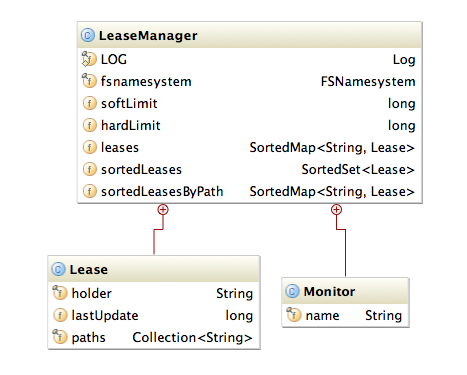 C LeaseManager
f LOG Log
f fsnamesystem FSNamesystem
f softLimit long
f hardLimit long
f leases SortedMap<String, Lease>
f sortedLeases SortedSet<Lease>
f sortedLeasesByPath SortedMap<String, Lease>
C Lease
f holder String
f lastUpdate long
f paths Collection<String>
C Monitor
f name String